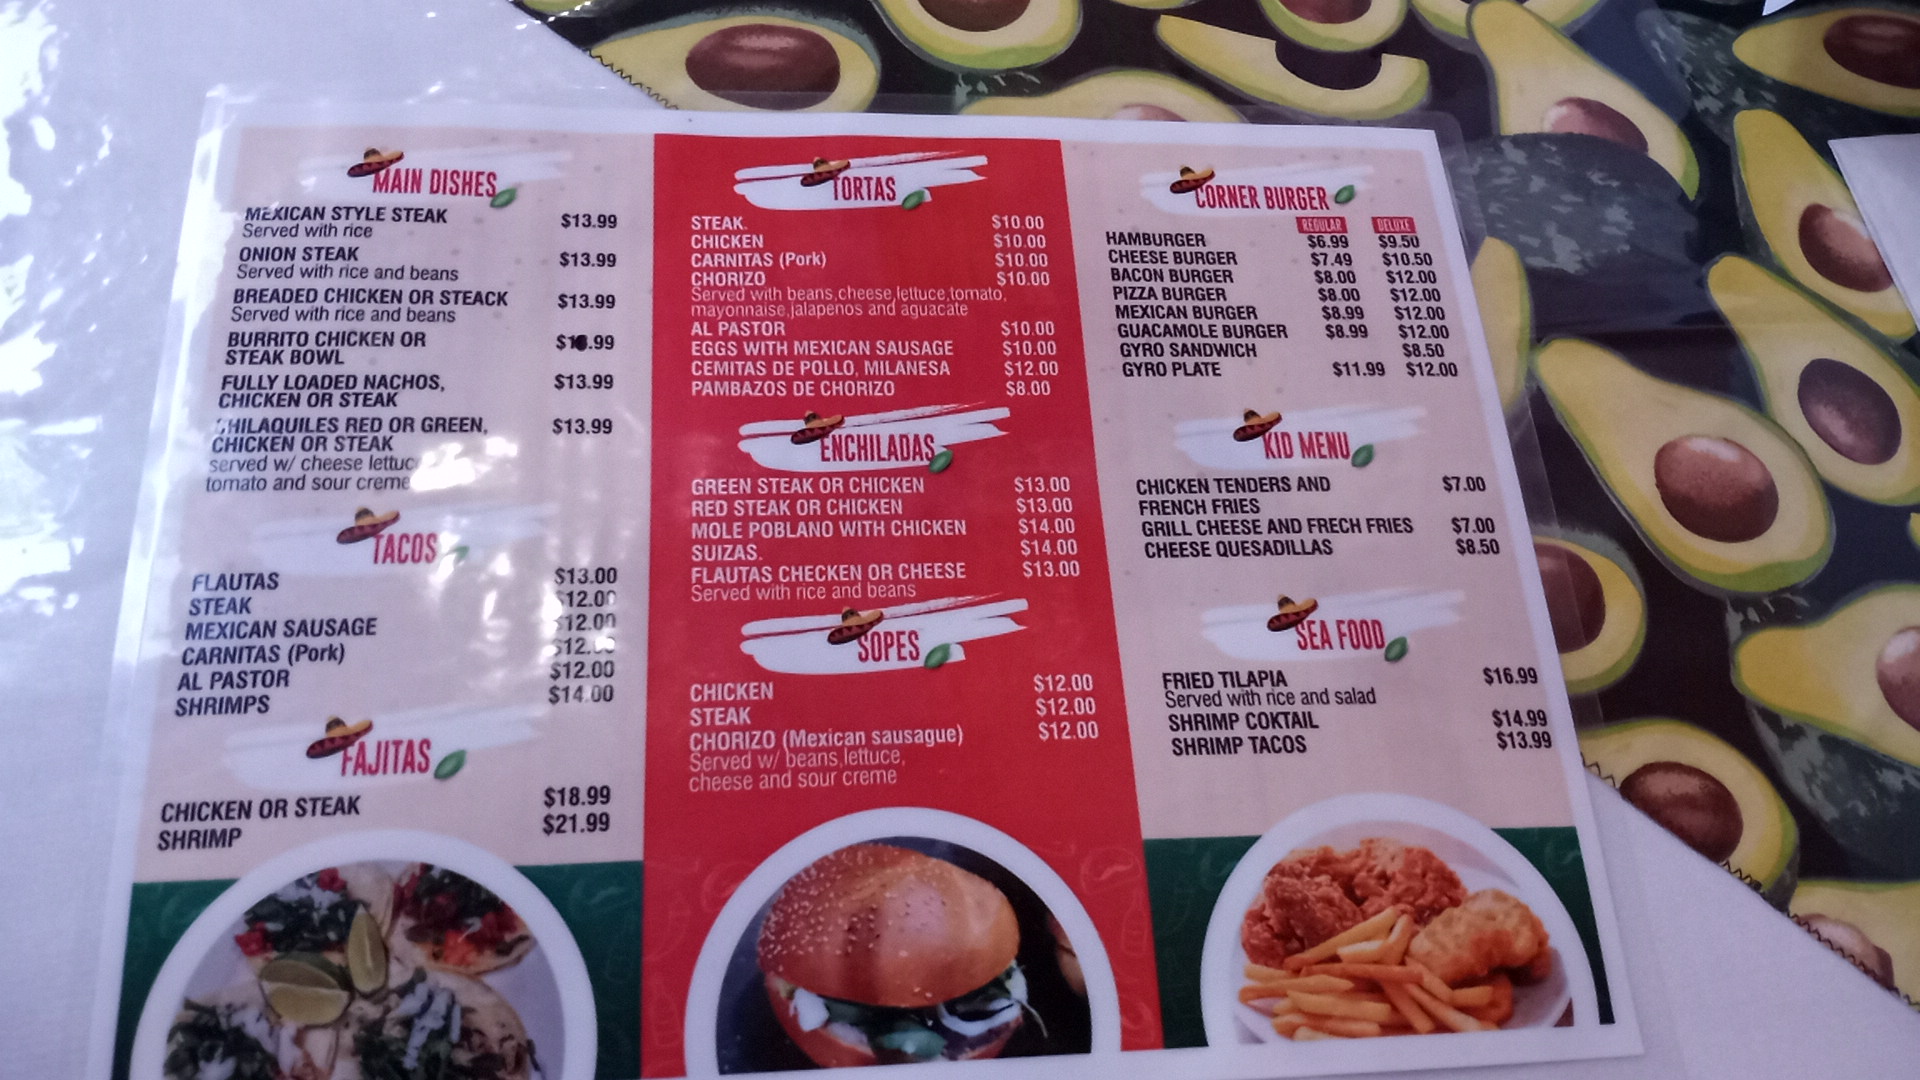 MAIN DISHES
MEXICAN STYLE STEAK $13.99
Served with rice
ONION STEAK $13.99
Served with rice and beans
BREADED CHICKEN OR STEACK $13.99
Served with rice and beans
BURRITO CHICKEN OR
STEAK BOWL
FULLY LOADED NACHOS, $13.99
CHICKEN OR STEAK
CHILAQUILES RED OR GREEN, $13.99
CHICKEN OR STEAK
served w/ cheese lettuc
tomato and sour creme
TACOS
FLAUTAS $13.00
STEAK $12.00
MEXICAN SAUSAGE $12.00
CARNITAS (Pork)
AL PASTOR $12.00
SHRIMPS $14.00
FAJITAS
CHICKEN OR STEAK $18.99
SHRIMP $21.99
TORTAS
STEAK. $10.00
CHICKEN $10.00
CARNITAS (Pork) $10.00
CHORIZO $10.00
Served with beans,cheese,lettuce,tomato,
mayonnaise,jalapenos and aguacate
AL PASTOR $10.00
EGGS WITH MEXICAN SAUSAGE $10.00
CEMITAS DE POLLO, MILANESA $12.00
PAMBAZOS DE CHORIZO $8.00
ENCHILADAS
GREEN STEAK OR CHICKEN $13.00
RED STEAK OR CHICKEN $13.00
MOLE POBLANO WITH CHICKEN $14.00
SUIZAS. $14.00
FLAUTAS CHECKEN OR CHEESE $13.00
Served with rice and beans
SOPES
CHICKEN $12.00
STEAK $12.00
CHORIZO (Mexican sausague) $12.00
Served w/ beans,lettuce,
cheese and sour creme
CORNER BURGER
REGULAR DELUXE
HAMBURGER $6.99 $9.50
CHEESE BURGER $7.49 $10.50
BACON BURGER $8.00 $12.00
PIZZA BURGER $8.00 $12.00
MEXICAN BURGER $8.99 $12.00
GUACAMOLE BURGER $8.99 $12.00
GYRO SANDWICH $8.50
GYRO PLATE $11.99 $12.00
KID MENU
CHICKEN TENDERS AND $7.00
FRENCH FRIES
GRILL CHEESE AND FRECH FRIES $7.00
CHEESE QUESADILLAS $8.50
SEA FOOD
FRIED TILAPIA $16.99
Served with rice and salad
SHRIMP COKTAIL $14.99
SHRIMP TACOS $13.99